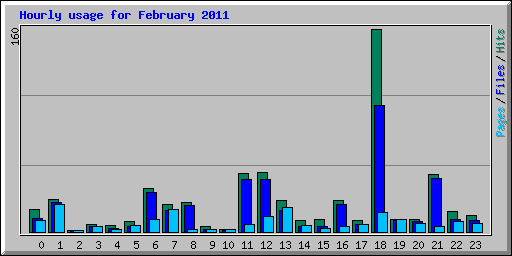 Hourly usage for February 2011
160
Pages/Files/Hits
0 1 2 3 4 5 6 7 8 9 10 11 12 13 14 15 16 17 18 19 20 21 22 23